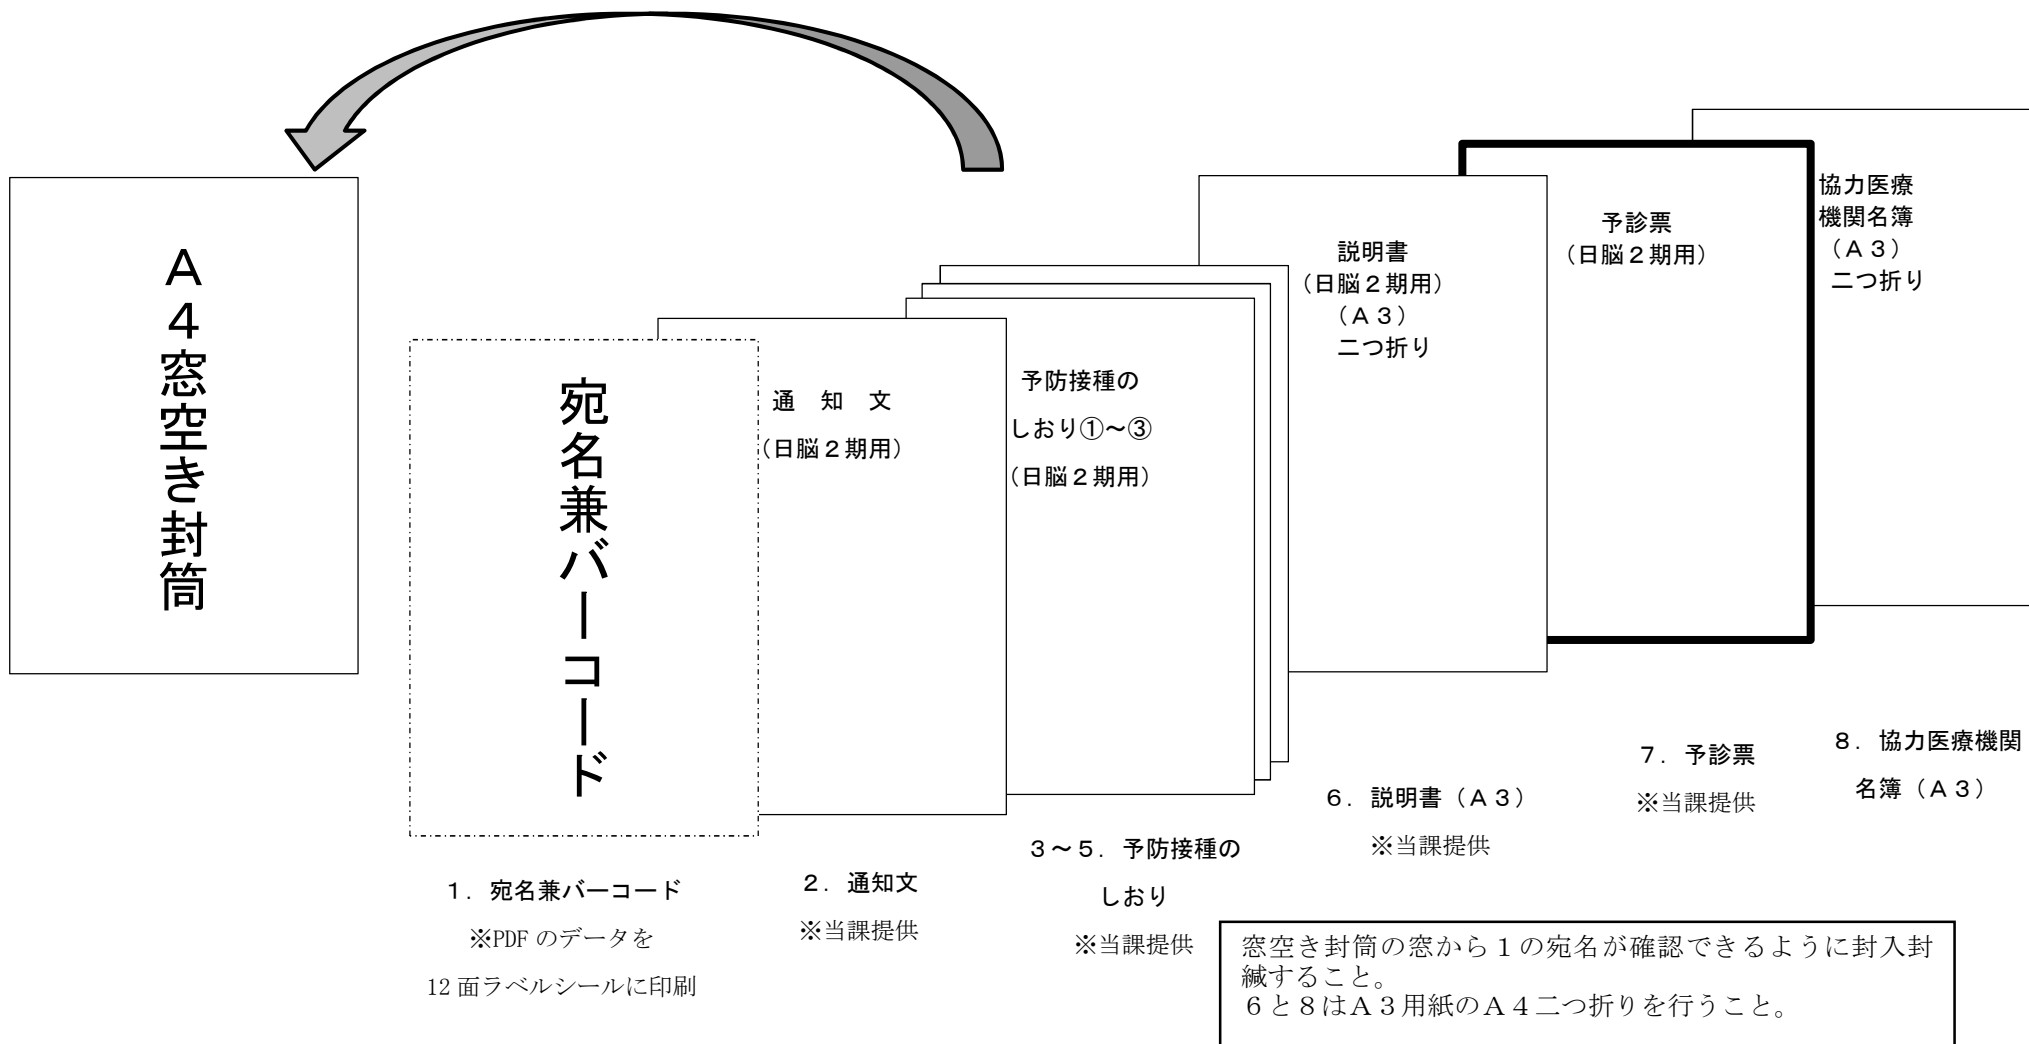 A4窓空き封筒
宛名兼バーコード
通　知　文
（日脳２期用）
予防接種の
しおり①～③
（日脳２期用）
説明書
（日脳２期用）
（Ａ３）
二つ折り
予診票
（日脳２期用）
協力医療
機関名簿
（Ａ３）
二つ折り
１．宛名兼バーコード
※PDF のデータを
12 面ラベルシールに印刷
２．通知文
※当課提供
３～５．予防接種の
しおり
※当課提供
６．説明書（Ａ３）
※当課提供
７．予診票
※当課提供
８．協力医療機関
名簿（Ａ３）
窓空き封筒の窓から１の宛名が確認できるように封入封
緘すること。
６と８はＡ３用紙のＡ４二つ折りを行うこと。